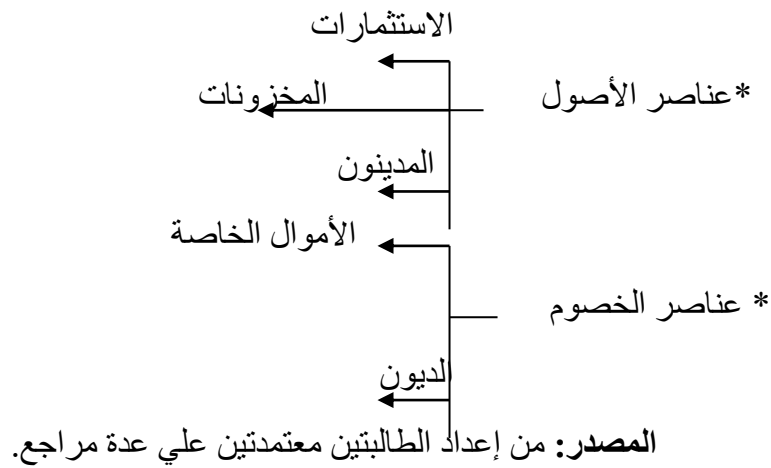 الاستثمارات
*عناصر الأصول
المخزونات
المدينون
الأموال الخاصة
* عناصر الخصوم
الديون
المصدر: من إعداد الطالبتين معتمدتين علي عدة مراجع.